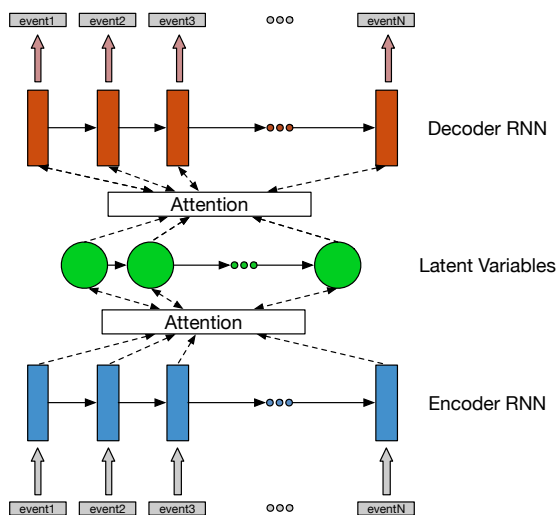 event1 event2 event3 eventN
Decoder RNN
Attention
Latent Variables
Attention
Encoder RNN
event1 event2 event3 eventN